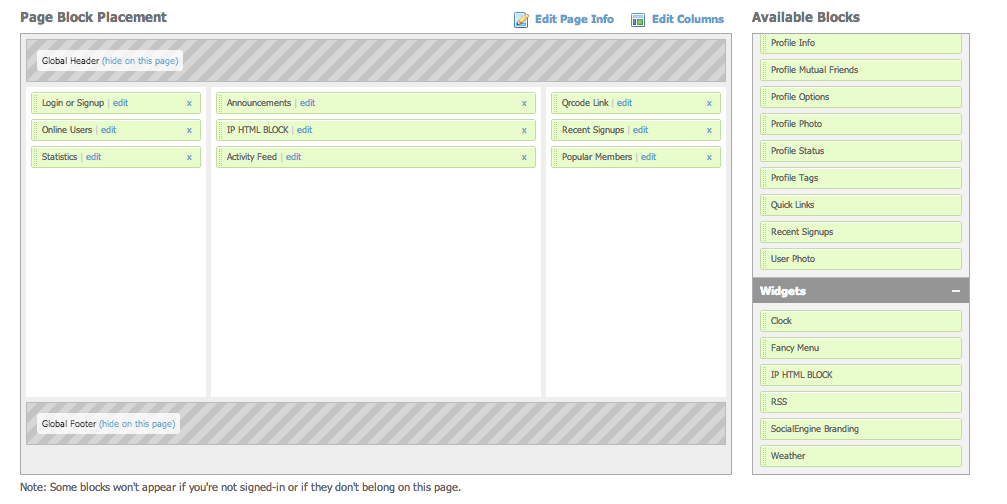 Page Block Placement
Edit Page Info
Edit Columns
Available Blocks
Global Header (hide on this page)
Login or Signup | edit x
Online Users | edit x
Statistics | edit x
Announcements | edit x
IP HTML BLOCK | edit x
Activity Feed | edit x
Qrcode Link | edit x
Recent Signups | edit x
Popular Members | edit x
Global Footer (hide on this page)
Profile Info
Profile Mutual Friends
Profile Options
Profile Photo
Profile Status
Profile Tags
Quick Links
Recent Signups
User Photo
Widgets
Clock
Fancy Menu
IP HTML BLOCK
RSS
SocialEngine Branding
Weather
Note: Some blocks won't appear if you're not signed-in or if they don't belong on this page.